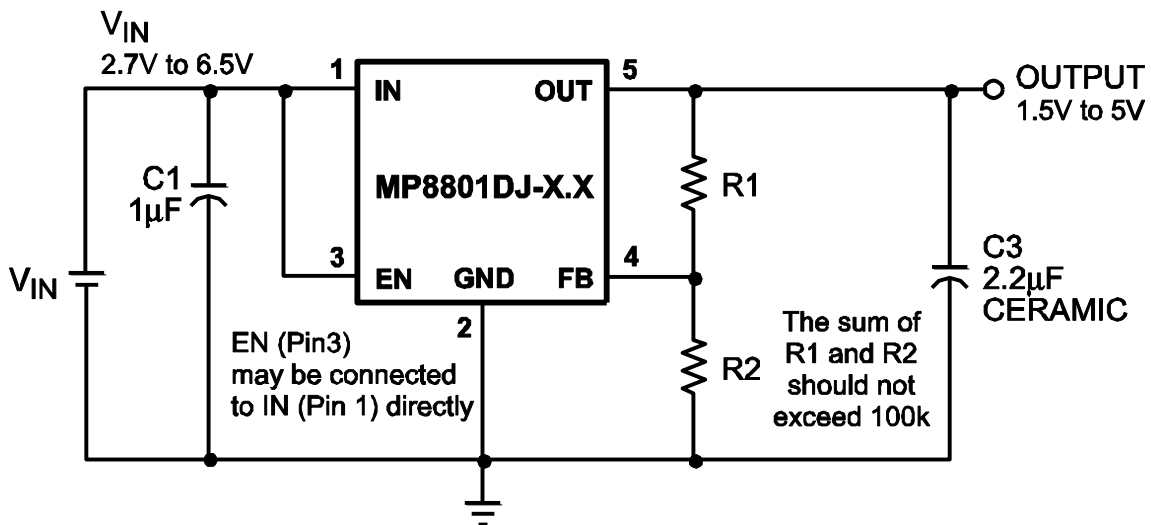 V_IN
2.7V to 6.5V
1
5
IN
OUT
OUTPUT
1.5V to 5V
C1
1μF
MP8801DJ-X.X
R1
3
4
V_IN
EN
GND
FB
C3
2.2μF
CERAMIC
2
EN (Pin3)
may be connected
to IN (Pin 1) directly
R2
The sum of
R1 and R2
should not
exceed 100k